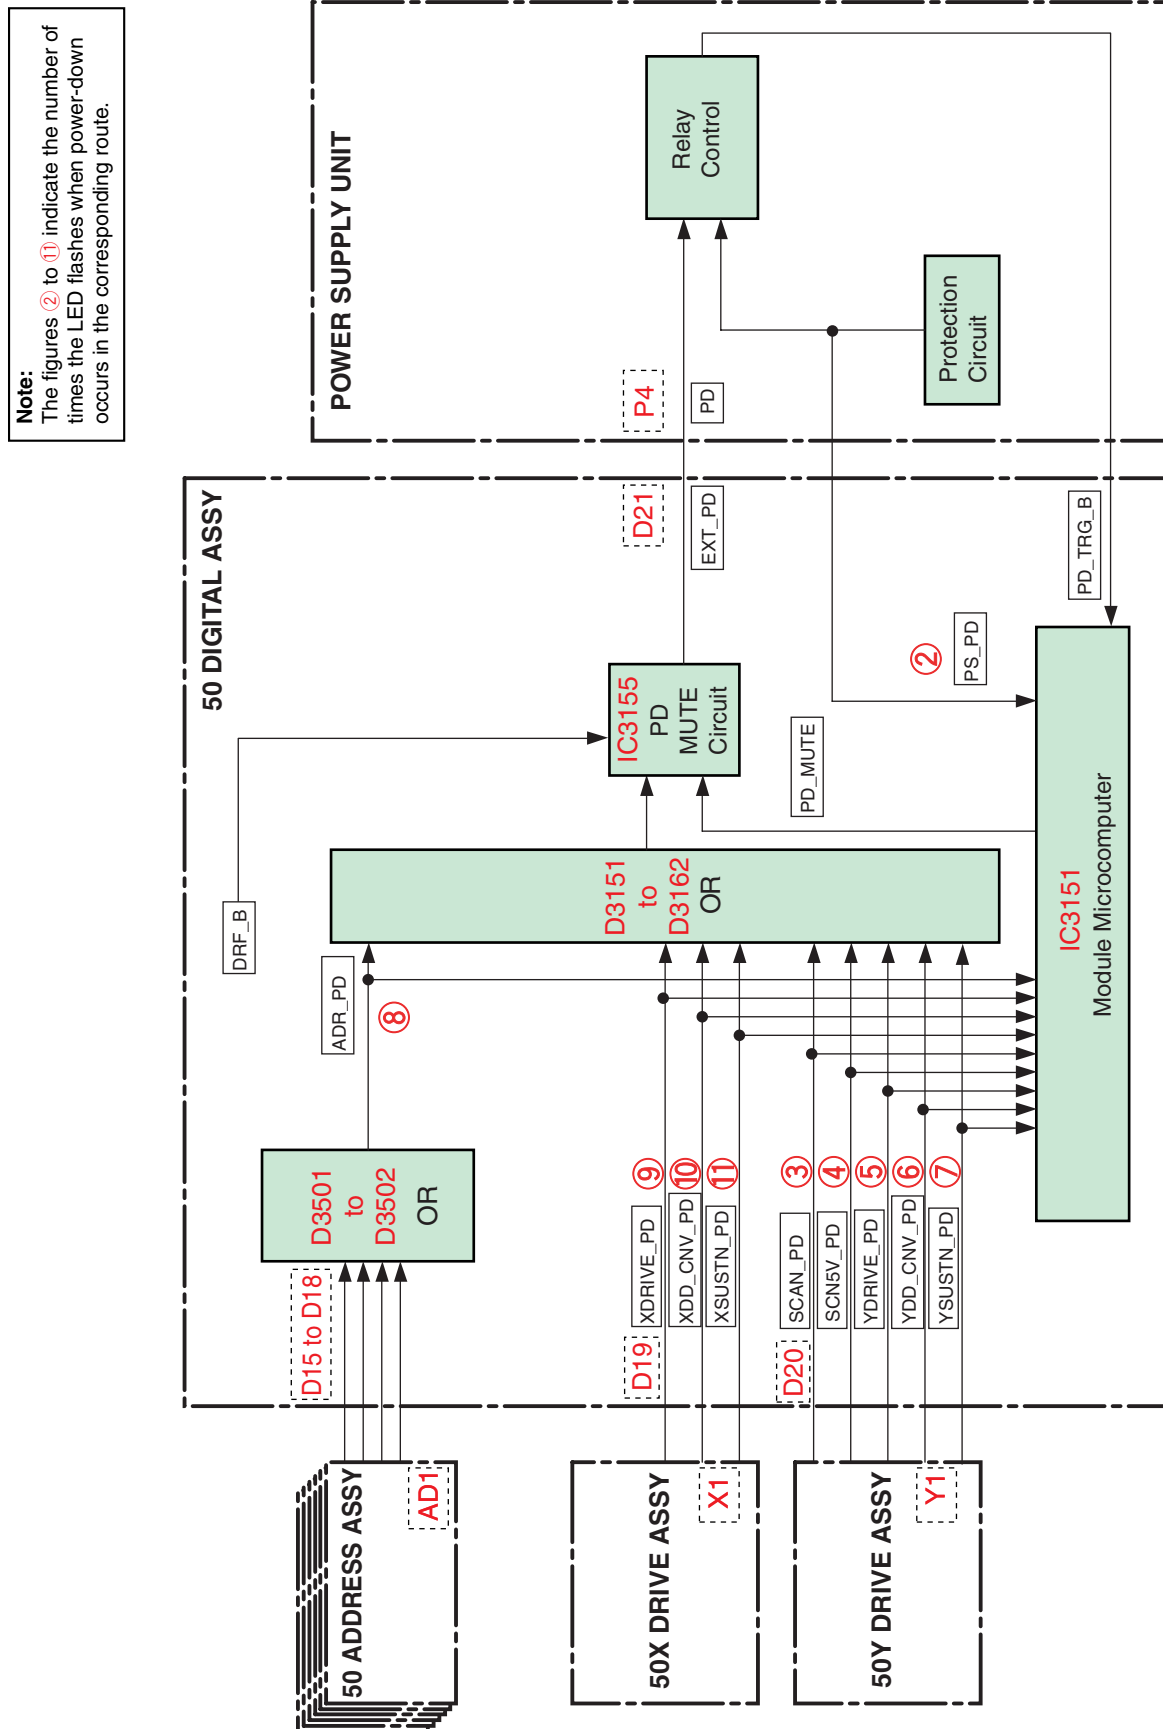 Note:
The figures ② to ⑪ indicate the number of
times the LED flashes when power-down
occurs in the corresponding route.
50 ADDRESS ASSY
AD1
50X DRIVE ASSY
X1
50Y DRIVE ASSY
Y1
50 DIGITAL ASSY
D15 to D18
D3501
to
D3502
OR
ADR_PD
⑧
DRF_B
D19
XDRIVE_PD
⑨
XDD_CNV_PD
⑩
XSUSTN_PD
⑪
D20
SCAN_PD
③
SCN5V_PD
④
YDRIVE_PD
⑤
YDD_CNV_PD
⑥
YSUSTN_PD
⑦
D3151
to
D3162
OR
IC3155
PD
MUTE
Circuit
PD_MUTE
IC3151
Module Microcomputer
②
PS_PD
PD_TRG_B
D21
EXT_PD
POWER SUPPLY UNIT
P4
PD
Relay
Control
Protection
Circuit